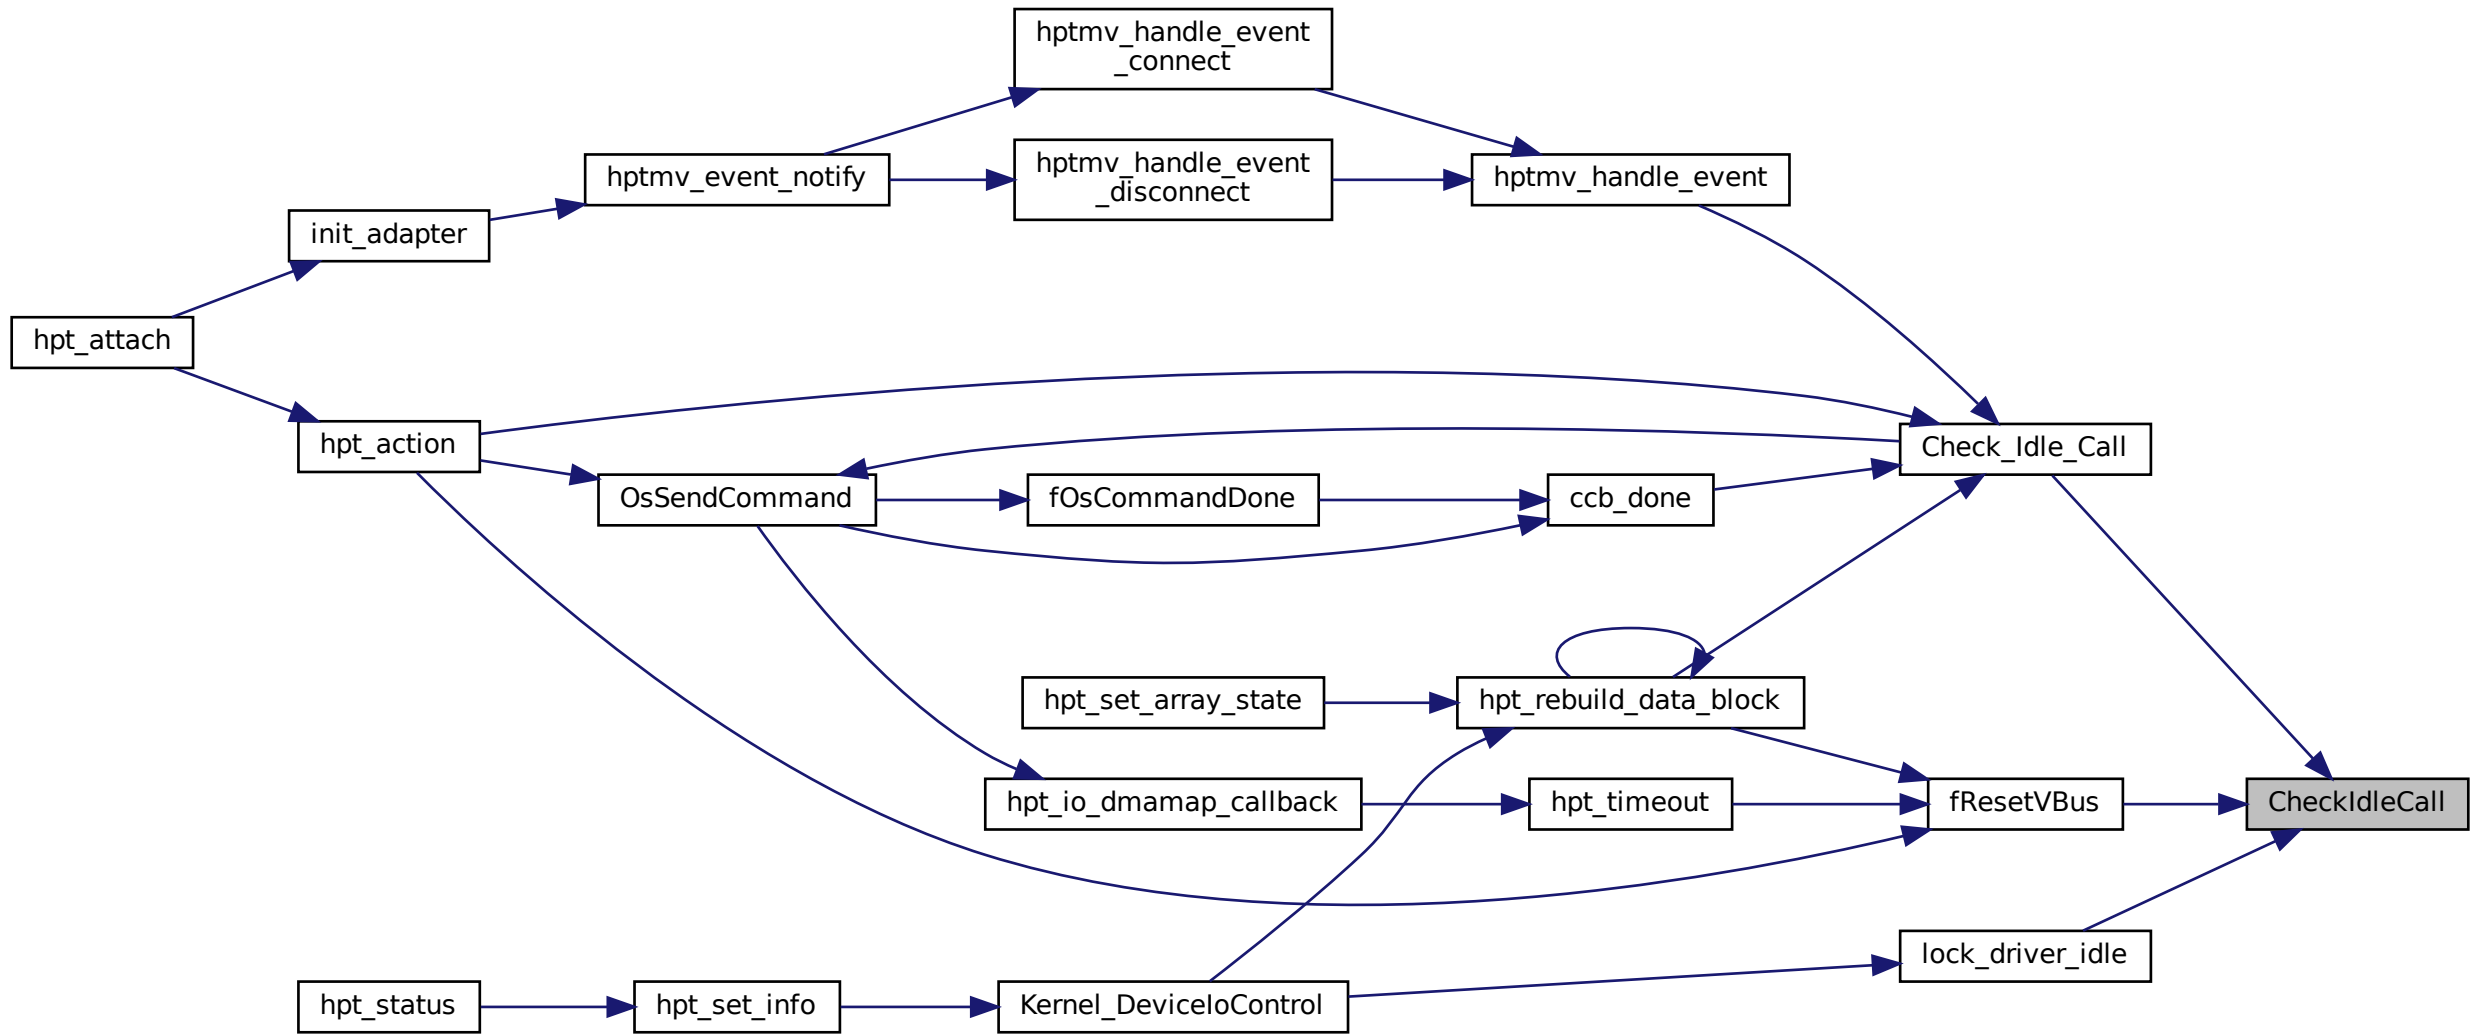 hptmv_handle_event
_connect
hptmv_handle_event
_disconnect
hptmv_event_notify
hptmv_handle_event
init_adapter
hpt_attach
hpt_action
Check_Idle_Call
OsSendCommand
fOsCommandDone
ccb_done
hpt_set_array_state
hpt_rebuild_data_block
hpt_io_dmamap_callback
hpt_timeout
fResetVBus
CheckIdleCall
lock_driver_idle
hpt_status
hpt_set_info
Kernel_DeviceIoControl